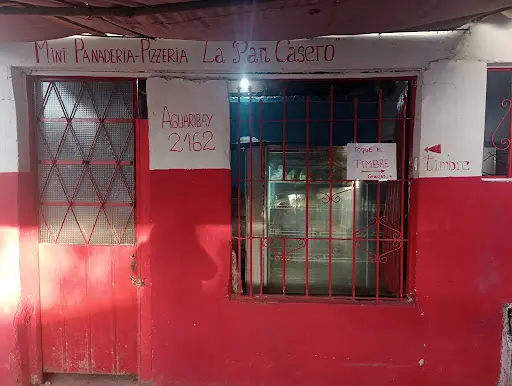 Mini Panaderia-Pizzeria La Pan Casero
Aguaribay
2162
Toque el
Timbre
Gracias
Timbre